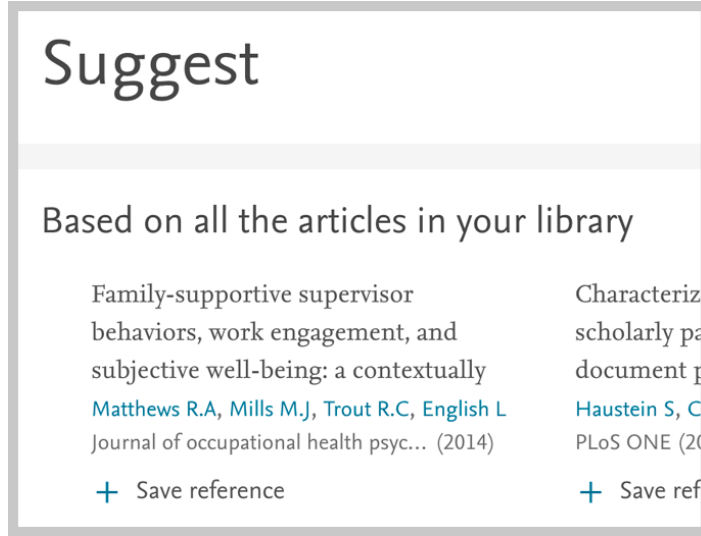 Suggest
Based on all the articles in your library
Family-supportive supervisor
behaviors, work engagement, and
subjective well-being: a contextually
Matthews R.A, Mills M.J, Trout R.C, English L
Journal of occupational health psyc... (2014)
+ Save reference
Characteriz
scholarly pa
document p
Haustein S, C
PLoS ONE (20
+ Save ref